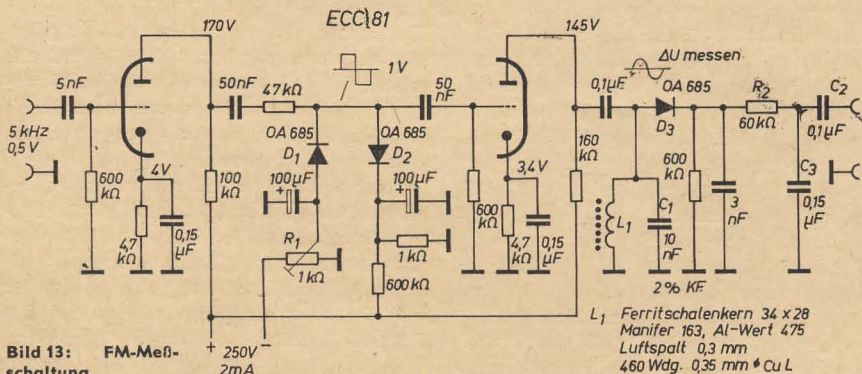 ECC 81
170V
145V
ΔU messen
1V
5nF
50nF
47kΩ
50
nF
0,1µF
OA 685
D3
R2
60kΩ
C2
0,1µF
5 kHz
0,5V
OA 685
D1
OA 685
D2
600
kΩ
4V
100
kΩ
100µF
+
100µF
+
600
kΩ
3,4V
160
kΩ
L1
C1
10
nF
600
kΩ
3
nF
C3
0,15
µF
4,7
kΩ
0,15
µF
R1
1kΩ
1kΩ
600kΩ
4,7
kΩ
0,15
µF
2% KF
+ 250V −
2mA
L1 Ferritschalenkern 34 x 28
Manifer 163, Al-Wert 475
Luftspalt 0,3 mm
460 Wdg. 0,35 mm ⌀ CuL
Bild 13: FM-Meß-
schaltung